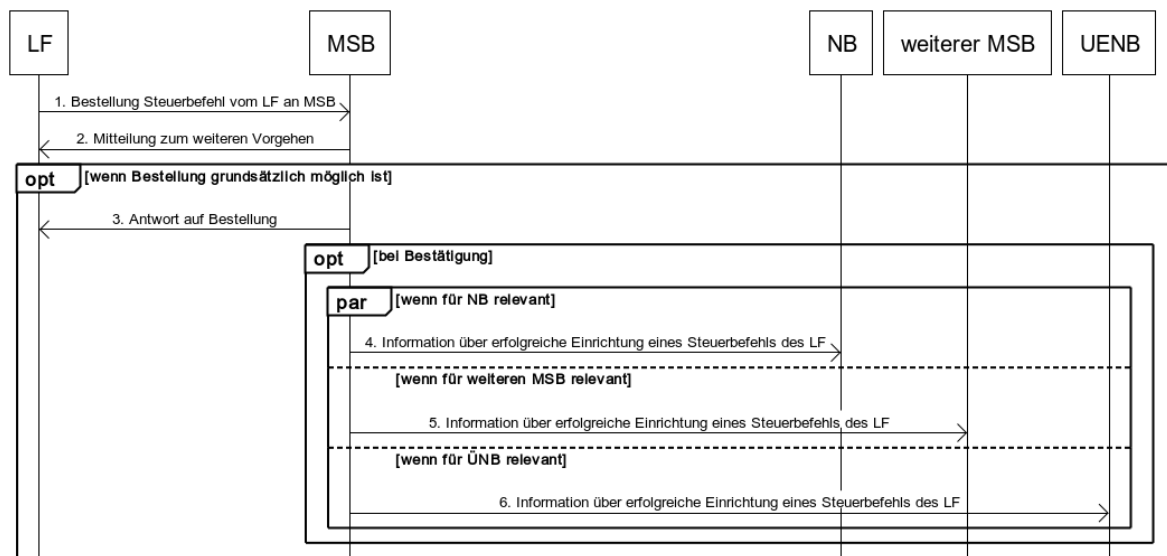 LF
MSB
NB
weiterer MSB
UENB
1. Bestellung Steuerbefehl vom LF an MSB
2. Mitteilung zum weiteren Vorgehen
opt
[wenn Bestellung grundsätzlich möglich ist]
3. Antwort auf Bestellung
opt
[bei Bestätigung]
par
[wenn für NB relevant]
4. Information über erfolgreiche Einrichtung eines Steuerbefehls des LF
[wenn für weiteren MSB relevant]
5. Information über erfolgreiche Einrichtung eines Steuerbefehls des LF
[wenn für ÜNB relevant]
6. Information über erfolgreiche Einrichtung eines Steuerbefehls des LF